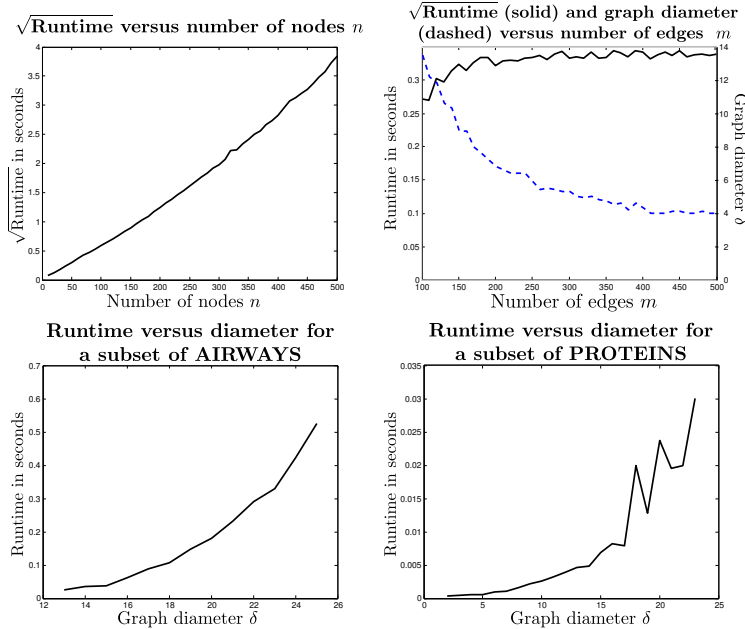 √Runtime versus number of nodes n
4
3.5
3
2.5
2
1.5
1
0.5
0
0 50 100 150 200 250 300 350 400 450 500
√Runtime in seconds
Number of nodes n
√Runtime (solid) and graph diameter
(dashed) versus number of edges m
0.3
0.25
0.2
0.15
0.1
0.05
0
14
12
10
8
6
4
2
0
100 150 200 250 300 350 400 450 500
Runtime in seconds
Graph diameter δ
Number of edges m
Runtime versus diameter for
a subset of AIRWAYS
0.7
0.6
0.5
0.4
0.3
0.2
0.1
0
12 14 16 18 20 22 24 26
Runtime in seconds
Graph diameter δ
Runtime versus diameter for
a subset of PROTEINS
0.035
0.03
0.025
0.02
0.015
0.01
0.005
0
0 5 10 15 20 25
Runtime in seconds
Graph diameter δ